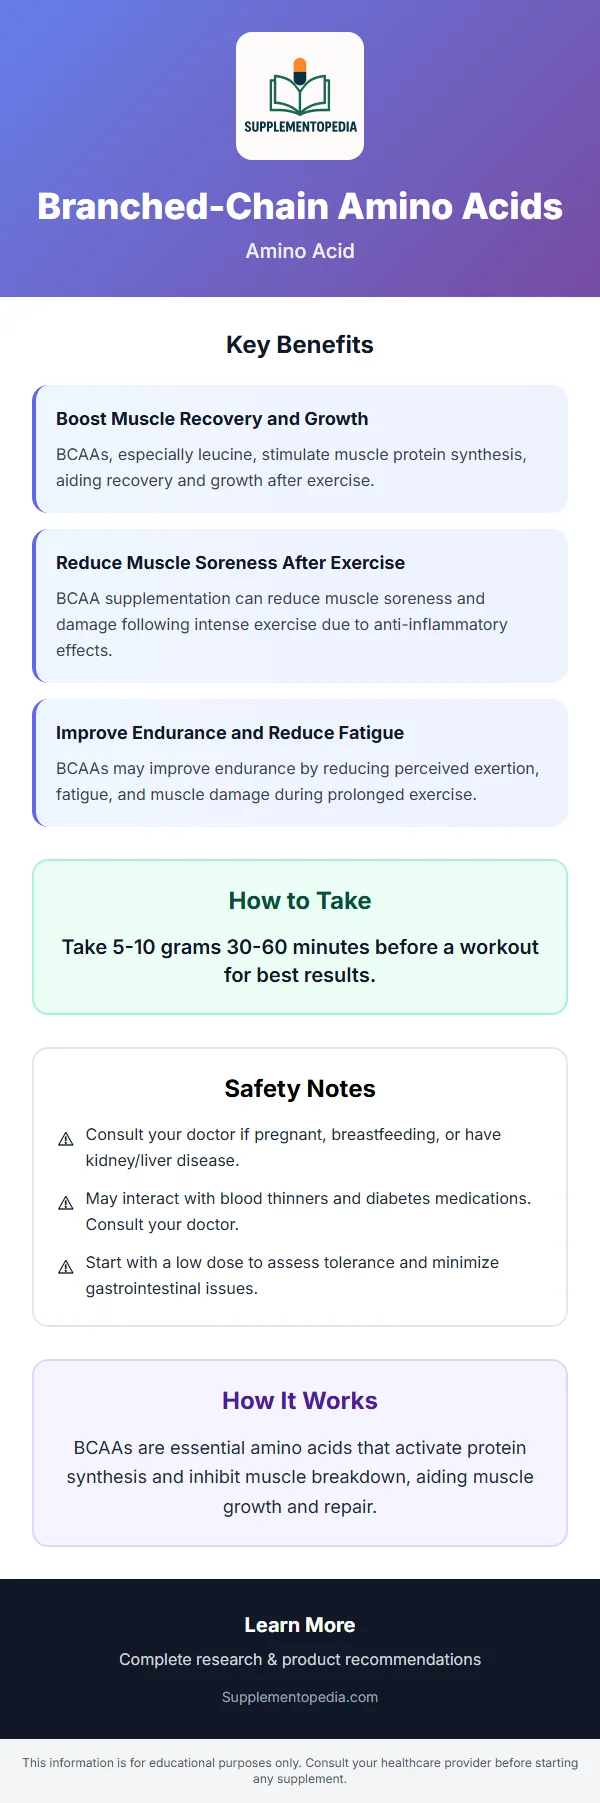 SUPPLEMENTOPEDIA
Branched-Chain Amino Acids
Amino Acid
Key Benefits
Boost Muscle Recovery and Growth
BCAAs, especially leucine, stimulate muscle protein synthesis,
aiding recovery and growth after exercise.
Reduce Muscle Soreness After Exercise
BCAA supplementation can reduce muscle soreness and
damage following intense exercise due to anti-inflammatory
effects.
Improve Endurance and Reduce Fatigue
BCAAs may improve endurance by reducing perceived exertion,
fatigue, and muscle damage during prolonged exercise.
How to Take
Take 5-10 grams 30-60 minutes before a workout
for best results.
Safety Notes
Consult your doctor if pregnant, breastfeeding, or have
kidney/liver disease.
May interact with blood thinners and diabetes medications.
Consult your doctor.
Start with a low dose to assess tolerance and minimize
gastrointestinal issues.
How It Works
BCAAs are essential amino acids that activate protein
synthesis and inhibit muscle breakdown, aiding muscle
growth and repair.
Learn More
Complete research & product recommendations
Supplementopedia.com
This information is for educational purposes only. Consult your healthcare provider before starting
any supplement.